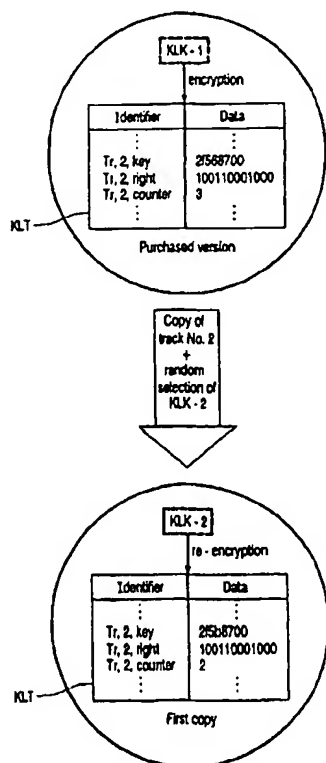 KLK - 1
encryption
Identifier Data
Tr, 2, key 2f568700
Tr, 2, right 100110001000
Tr, 2, counter 3
KLT
Purchased version
Copy of
track No. 2
+
random
selection of
KLK - 2
KLK - 2
re - encryption
Identifier Data
Tr, 2, key 2f5b8700
Tr, 2, right 100110001000
Tr, 2, counter 2
KLT
First copy